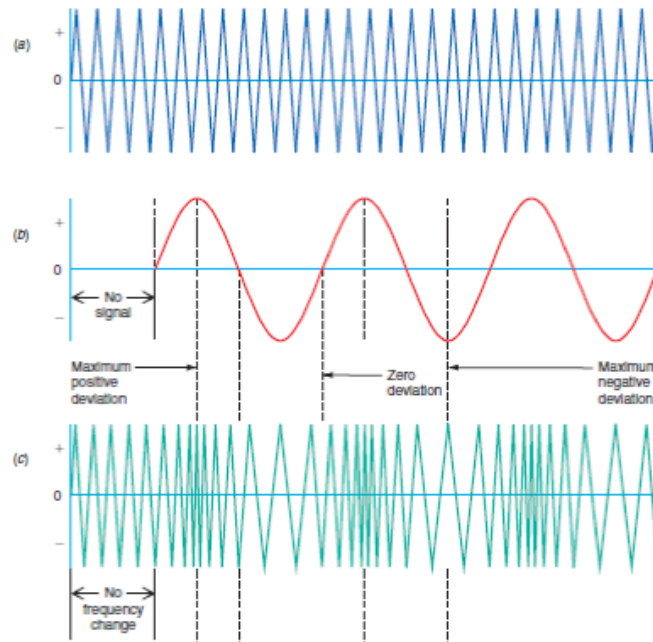 (a)
+
0
–
(b)
+
0
–
No
signal
Maximum
positive
deviation
Zero
deviation
Maximum
negative
deviation
(c)
+
0
–
No
frequency
change